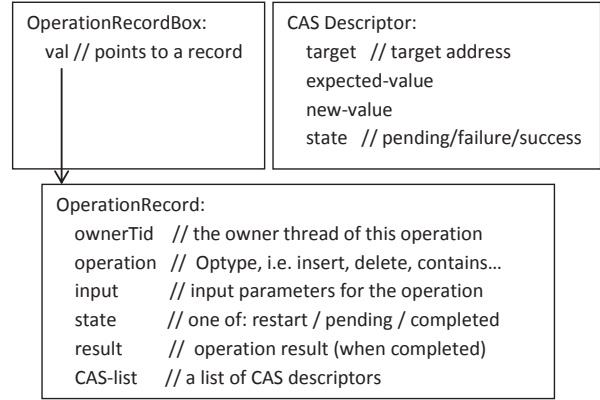 OperationRecordBox:
val // points to a record
CAS Descriptor:
target // target address
expected-value
new-value
state // pending/failure/success
OperationRecord:
ownerTid // the owner thread of this operation
operation // Optype, i.e. insert, delete, contains…
input // input parameters for the operation
state // one of: restart / pending / completed
result // operation result (when completed)
CAS-list // a list of CAS descriptors